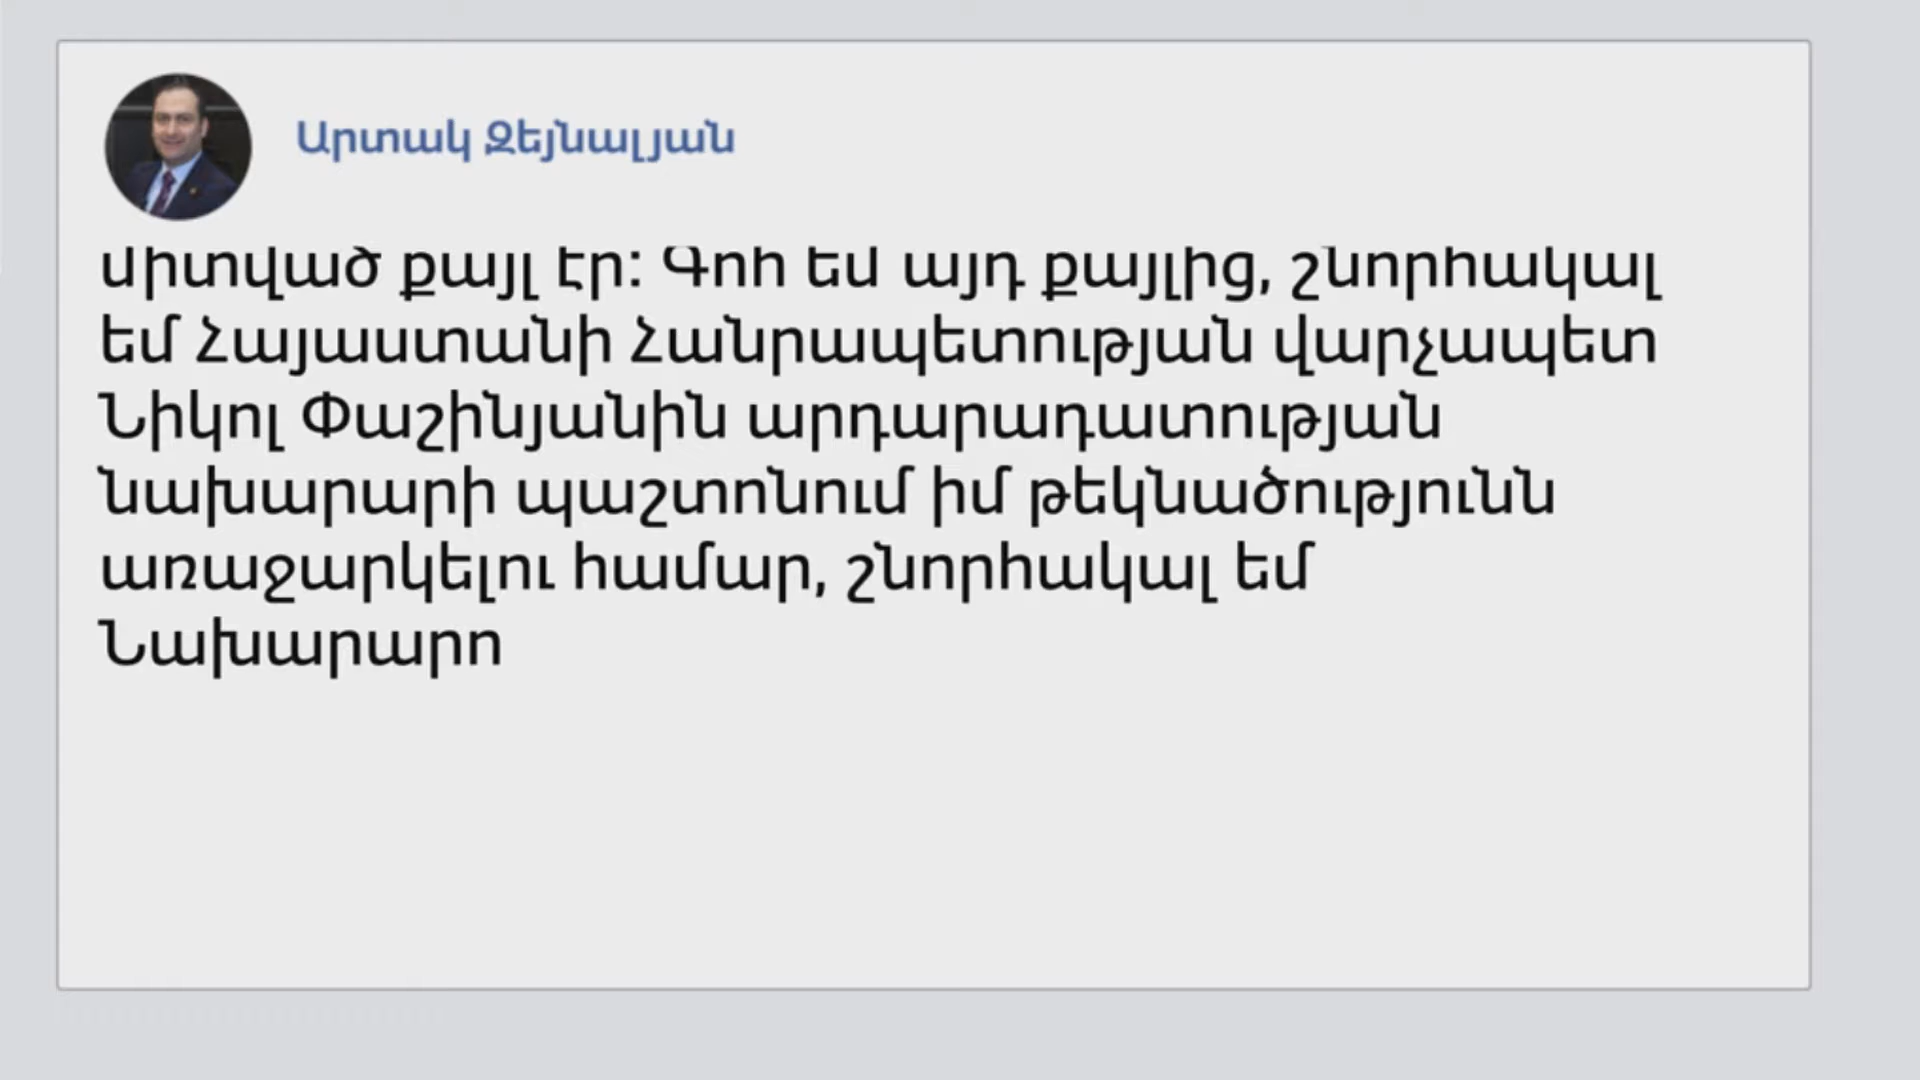 Արտակ Զեյնալյան
միտված քայլ էր: Գոհ եմ այդ քայլից, շնորհակալ
եմ Հայաստանի Հանրապետության վարչապետ
Նիկոլ Փաշինյանին արդարադատության
նախարարի պաշտոնում իմ թեկնածությունն
առաջարկելու համար, շնորհակալ եմ
Նախարարո